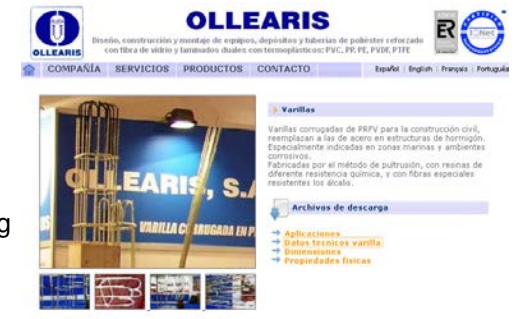 OLLEARIS
Diseño, construcción y montaje de equipos, depósitos y tuberías de poliéster reforzado
con fibra de vidrio y laminados duales con termoplásticos: PVC, PP, PE, PVDF, PTFE
OLLEARIS
ER
COMPAÑÍA SERVICIOS PRODUCTOS CONTACTO
Español | English | Français | Português
Varillas
Varillas corrugadas de PRFV para la construcción civil,
reemplazan a las de acero en estructuras de hormigón.
Especialmente indicadas en zonas marinas y ambientes
corrosivos.
Fabricadas por el método de pultrusión, con resinas de
diferente resistencia química, y con fibras especiales
resistentes los álcalis.
LEARIS, S.A
VARILLA CORRUGADA EN P
g
Archivos de descarga
Aplicaciones
Datos técnicos varilla
Dimensiones
Propiedades físicas